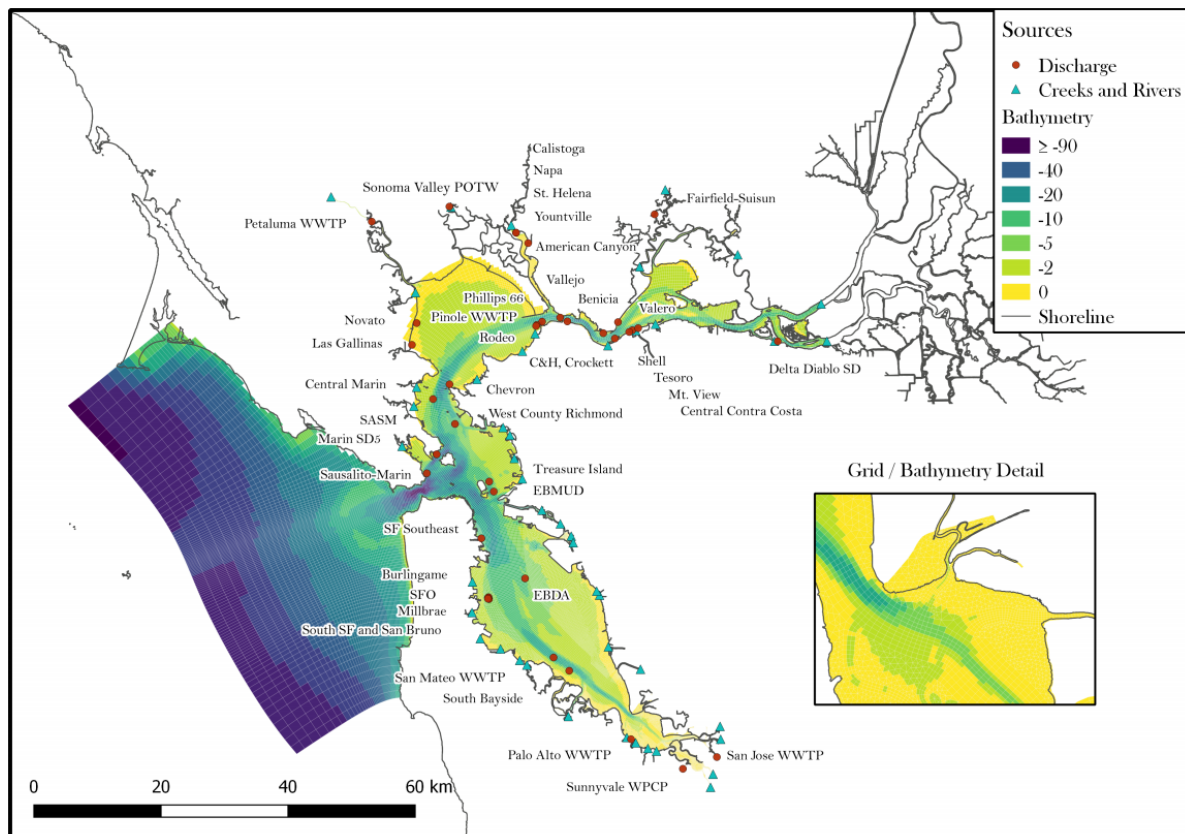 Sources
Discharge
Creeks and Rivers
Bathymetry
≥ -90
-40
-20
-10
-5
-2
0
Shoreline
Calistoga
Napa
St. Helena
Yountville
American Canyon
Sonoma Valley POTW
Petaluma WWTP
Fairfield-Suisun
Vallejo
Benicia
Phillips 66
Valero
Pinole WWTP
Novato
Rodeo
Las Gallinas
C&H, Crockett
Shell
Delta Diablo SD
Tesoro
Central Marin
Chevron
Mt. View
Central Contra Costa
West County Richmond
SASM
Marin SD5
Sausalito-Marin
Treasure Island
EBMUD
Grid / Bathymetry Detail
SF Southeast
Burlingame
SFO
EBDA
Millbrae
South SF and San Bruno
San Mateo WWTP
South Bayside
Palo Alto WWTP
San Jose WWTP
Sunnyvale WPCP
0 20 40 60 km